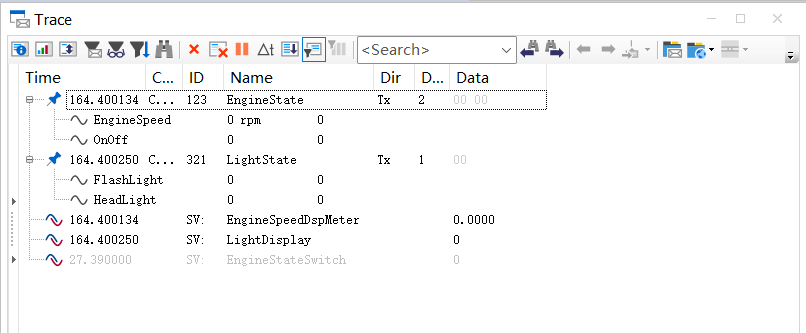 Trace
Δt <Search>
Time C... ID Name Dir D... Data
164.400134 C... 123 EngineState Tx 2 00 00
EngineSpeed 0 rpm 0
OnOff 0 0
164.400250 C... 321 LightState Tx 1 00
FlashLight 0 0
HeadLight 0 0
164.400134 SV: EngineSpeedDspMeter 0.0000
164.400250 SV: LightDisplay 0
27.390000 SV: EngineStateSwitch 0